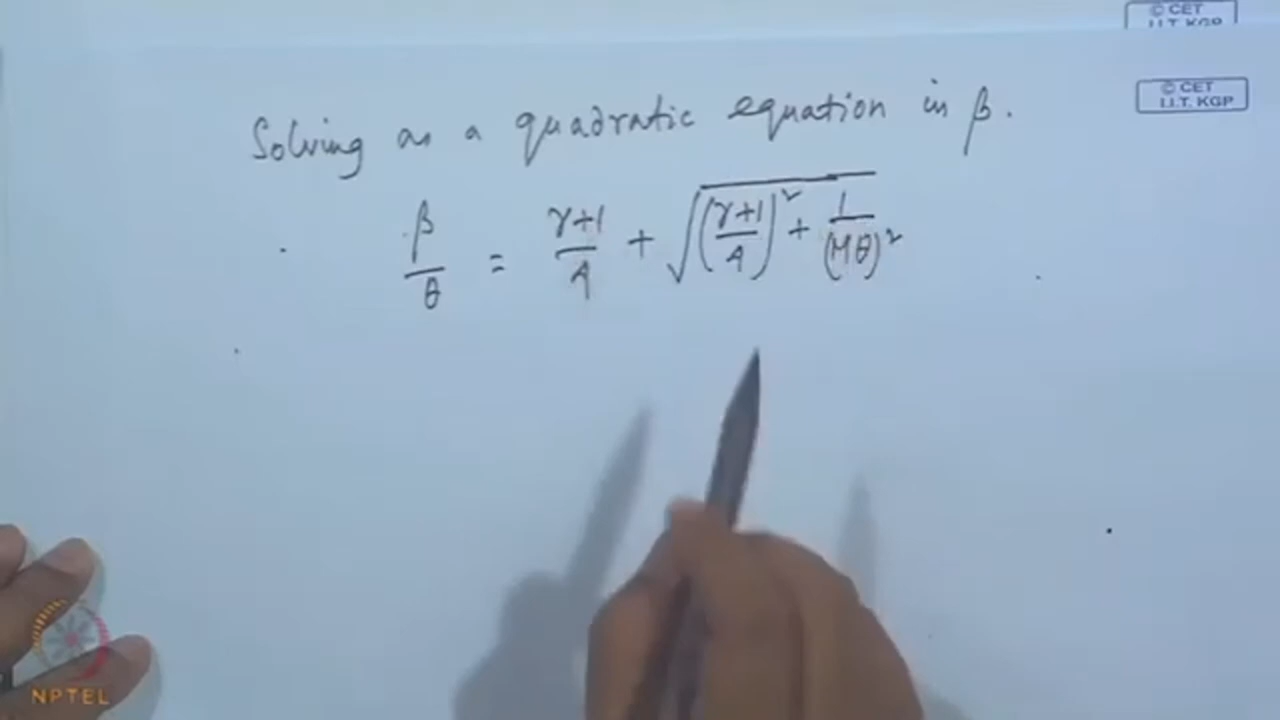 © CET
I.I.T. KGP
© CET
I.I.T. KGP
Solving as a quadratic equation in β.
β/θ = γ+1/4 + √((γ+1/4)² + 1/(Mθ)²)
NPTEL